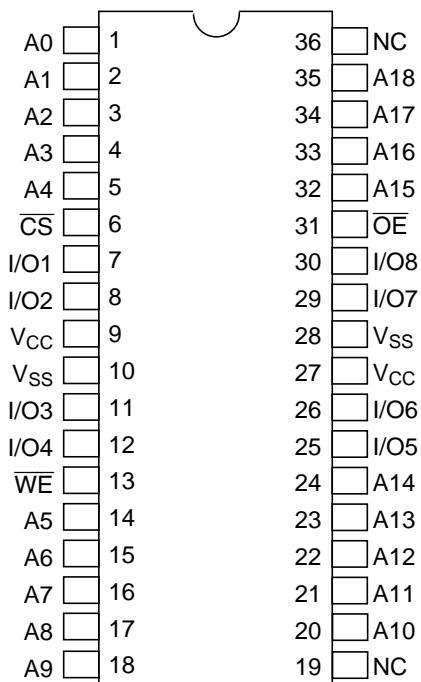 A0 1 36 NC
A1 2 35 A18
A2 3 34 A17
A3 4 33 A16
A4 5 32 A15
C̅S̅ 6 31 O̅E̅
I/O1 7 30 I/O8
I/O2 8 29 I/O7
VCC 9 28 VSS
VSS 10 27 VCC
I/O3 11 26 I/O6
I/O4 12 25 I/O5
W̅E̅ 13 24 A14
A5 14 23 A13
A6 15 22 A12
A7 16 21 A11
A8 17 20 A10
A9 18 19 NC